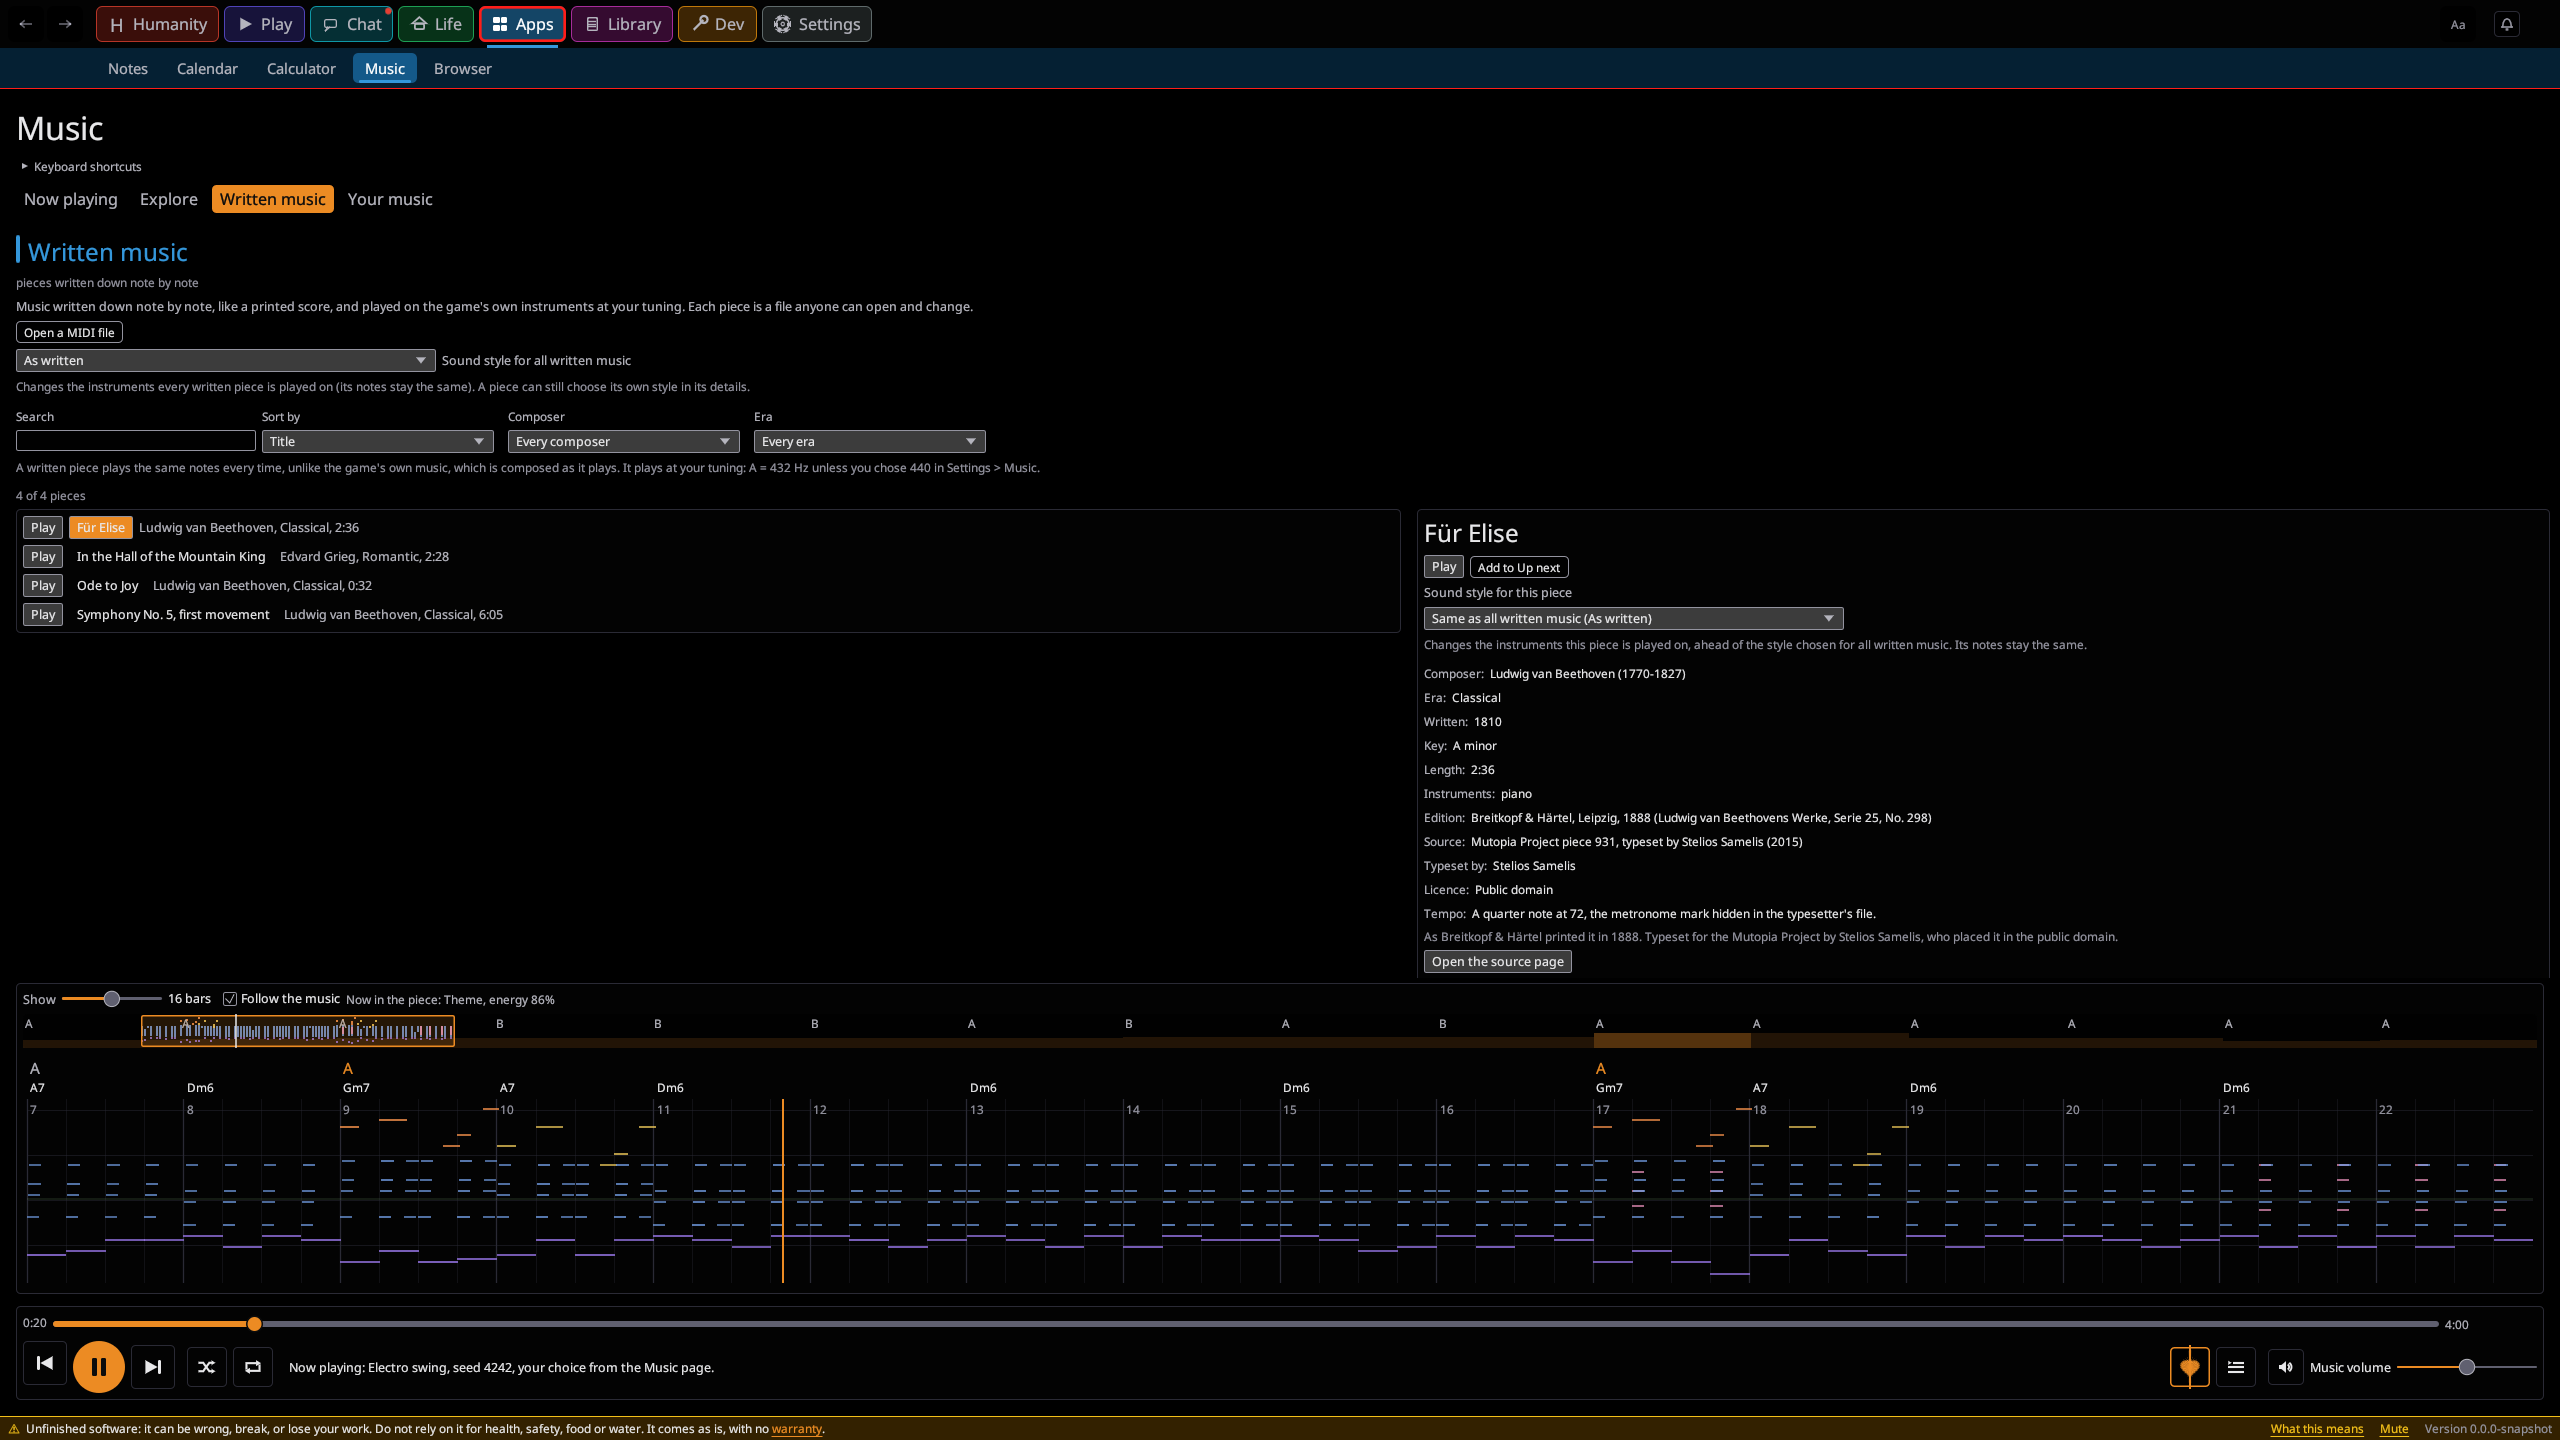 Humanity Play Chat Life Apps Library Dev Settings Aa
Notes Calendar Calculator Music Browser
Music
Keyboard shortcuts
Now playing Explore Written music Your music
Written music
pieces written down note by note
Music written down note by note, like a printed score, and played on the game's own instruments at your tuning. Each piece is a file anyone can open and change.
Open a MIDI file
As written Sound style for all written music
Changes the instruments every written piece is played on (its notes stay the same). A piece can still choose its own style in its details.
Search Sort by Composer Era
Title Every composer Every era
A written piece plays the same notes every time, unlike the game's own music, which is composed as it plays. It plays at your tuning: A = 432 Hz unless you chose 440 in Settings > Music.
4 of 4 pieces
Play Für Elise Ludwig van Beethoven, Classical, 2:36
Play In the Hall of the Mountain King Edvard Grieg, Romantic, 2:28
Play Ode to Joy Ludwig van Beethoven, Classical, 0:32
Play Symphony No. 5, first movement Ludwig van Beethoven, Classical, 6:05
Für Elise
Play Add to Up next
Sound style for this piece
Same as all written music (As written)
Changes the instruments this piece is played on, ahead of the style chosen for all written music. Its notes stay the same.
Composer: Ludwig van Beethoven (1770-1827)
Era: Classical
Written: 1810
Key: A minor
Length: 2:36
Instruments: piano
Edition: Breitkopf & Härtel, Leipzig, 1888 (Ludwig van Beethovens Werke, Serie 25, No. 298)
Source: Mutopia Project piece 931, typeset by Stelios Samelis (2015)
Typeset by: Stelios Samelis
Licence: Public domain
Tempo: A quarter note at 72, the metronome mark hidden in the typesetter's file.
As Breitkopf & Härtel printed it in 1888. Typeset for the Mutopia Project by Stelios Samelis, who placed it in the public domain.
Open the source page
Show 16 bars Follow the music Now in the piece: Theme, energy 86%
A A A B B B A B A B A A A A A A
A A A
A7 Dm6 Gm7 A7 Dm6 Dm6 Dm6 Gm7 A7 Dm6 Dm6
7 8 9 10 11 12 13 14 15 16 17 18 19 20 21 22
0:20 4:00
Now playing: Electro swing, seed 4242, your choice from the Music page. Music volume
Unfinished software: it can be wrong, break, or lose your work. Do not rely on it for health, safety, food or water. It comes as is, with no warranty. What this means Mute Version 0.0.0-snapshot